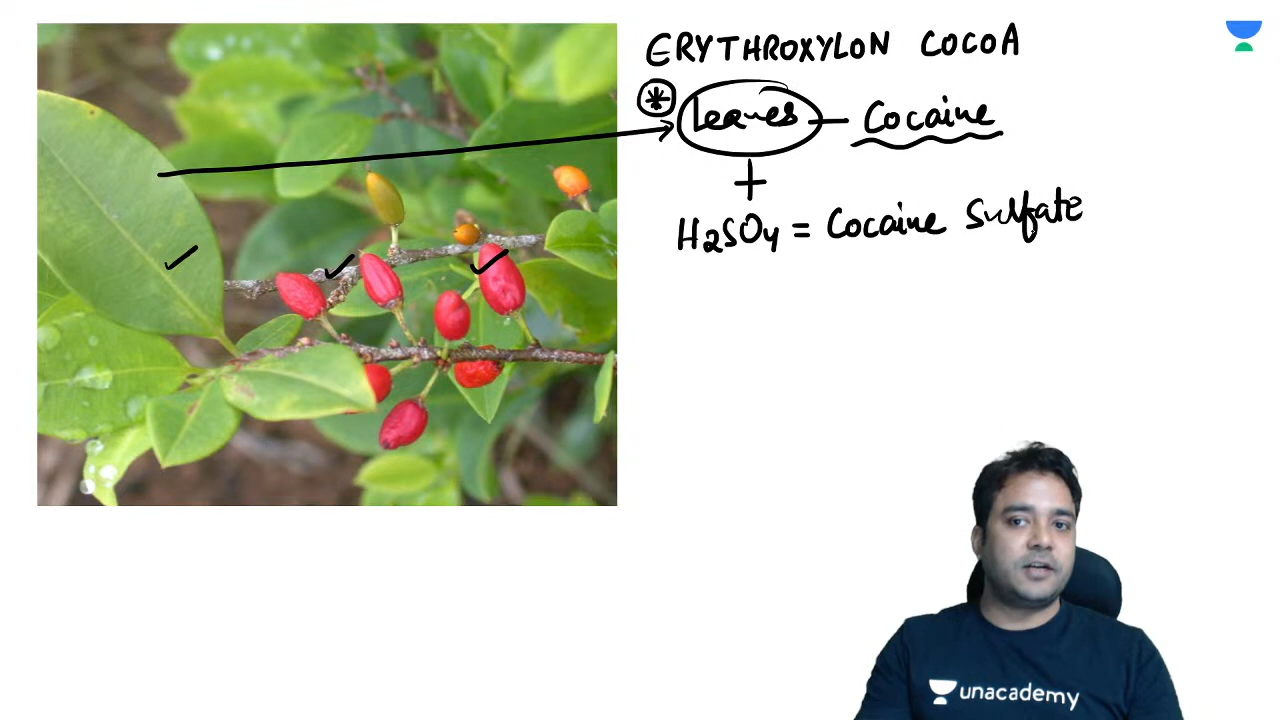 ERYTHROXYLON COCOA
* leaves - Cocaine
+
H2SO4 = Cocaine Sulfate
unacademy